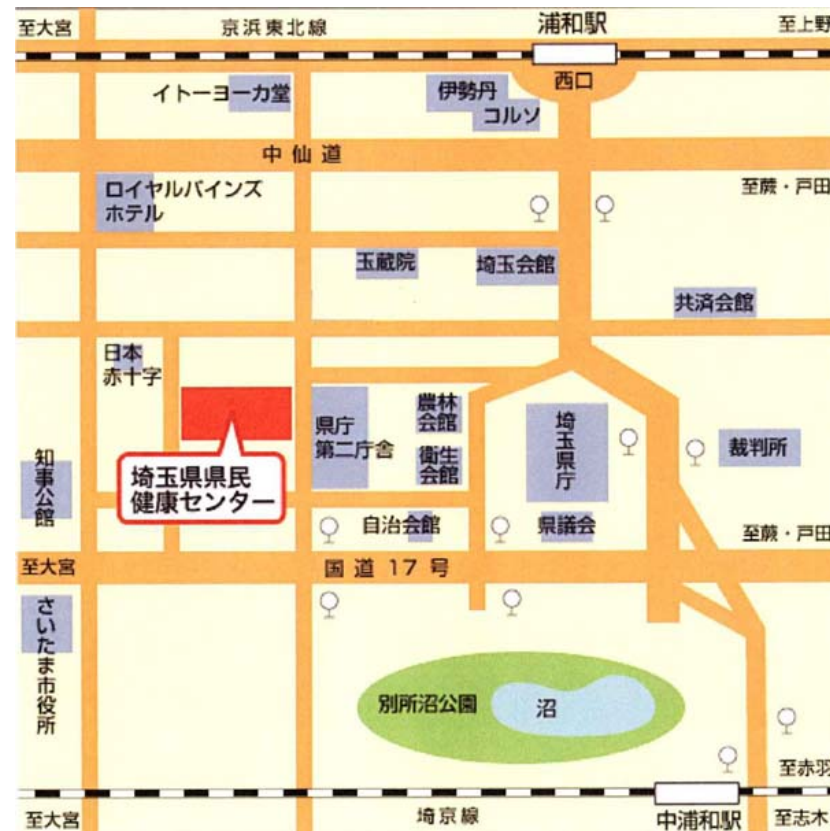 至大宮
京浜東北線
浦和駅
至上野
西口
イトーヨーカ堂
伊勢丹
コルソ
中仙道
ロイヤルパインズ
ホテル
至蕨・戸田
玉蔵院
埼玉会館
共済会館
日本
赤十字
県庁
第二庁舎
農林
会館
衛生
会館
埼玉県庁
裁判所
知事公館
埼玉県県民
健康センター
自治会館
県議会
至蕨・戸田
至大宮
国道17号
さいたま市役所
別所沼公園
沼
至赤羽
至大宮
埼京線
中浦和駅
至志木